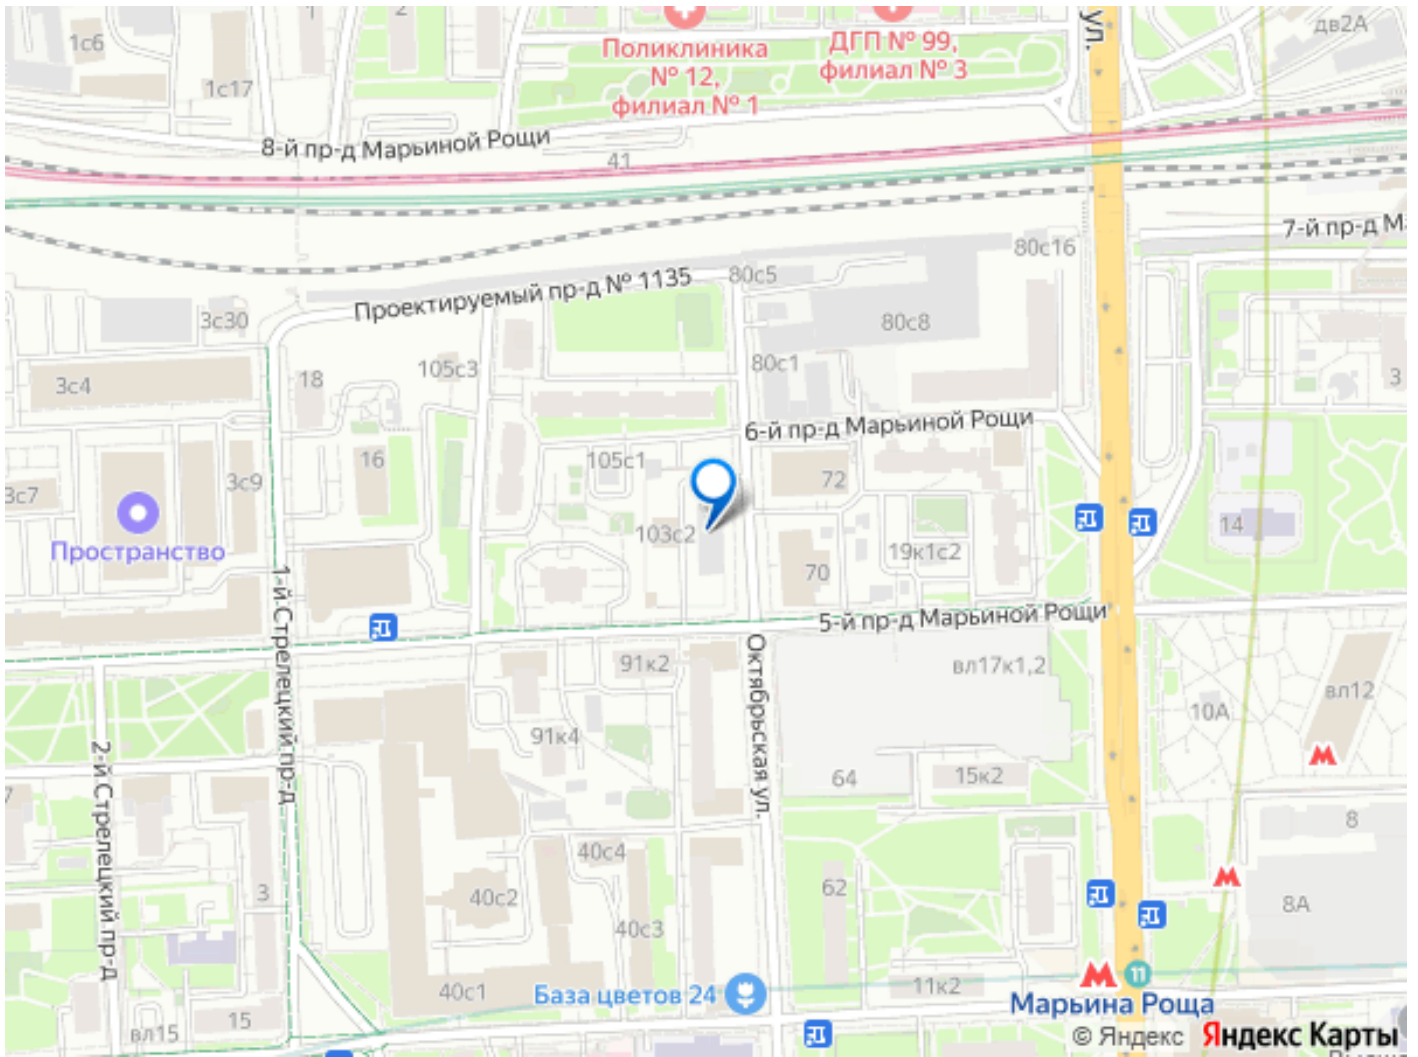 1с6
1
2
дв2А
ул.
Поликлиника
№ 12,
филиал № 1
ДГП № 99,
филиал № 3
1с17
8-й пр-д Марьиной Рощи
41
7-й пр-д М
80с16
80с5
Проектируемый пр-д № 1135
3с30
80с8
80с1
105с3
18
3с4
3
6-й пр-д Марьиной Рощи
105с1
16
72
3с9
3с7
14
103с2
19к1с2
Пространство
70
1-й Стрелецкий пр-д
5-й пр-д Марьиной Рощи
Октябрьская ул.
91к2
вл17к1,2
вл12
10А
91к4
2-й Стрелецкий пр-д
64
15к2
7
8
40с4
62
3
40с2
8А
40с3
11
11к2
40с1
База цветов 24
Марьина Роща
15
вл15
© Яндекс Яндекс Карты